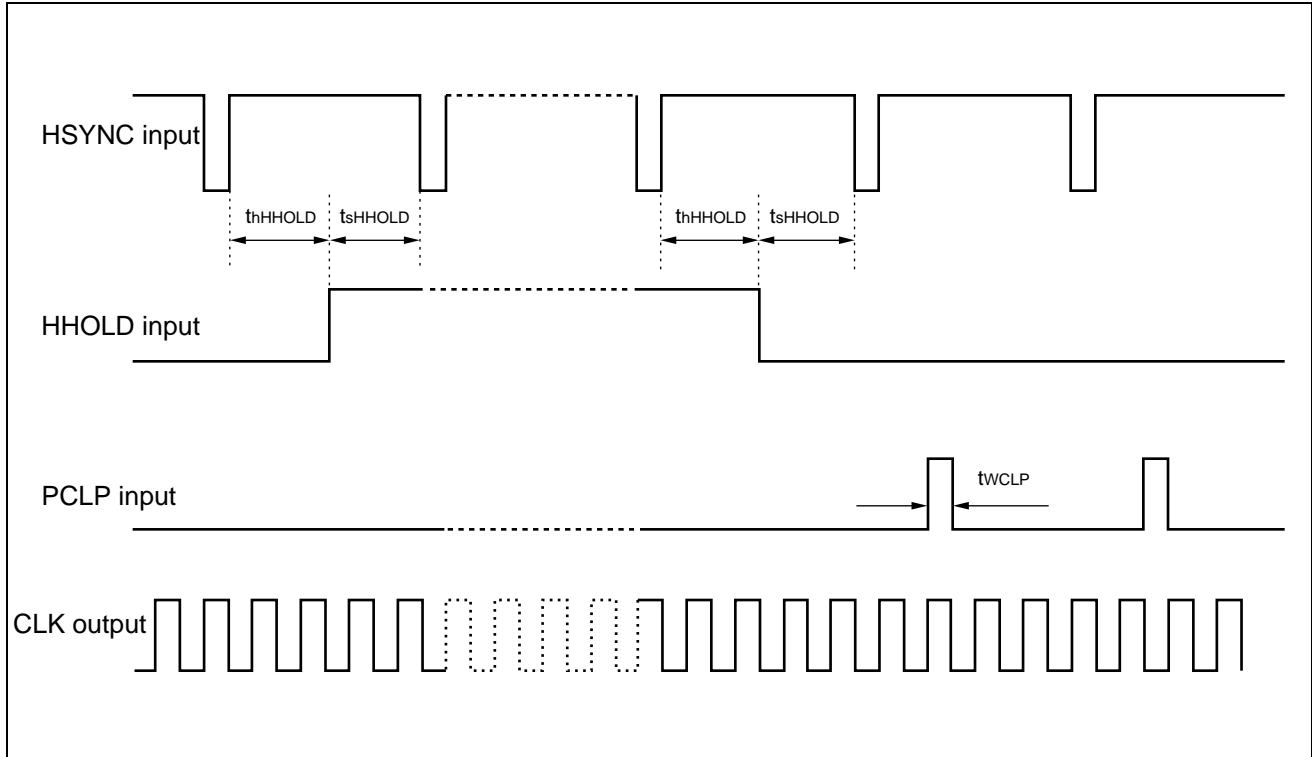 HSYNC input
thHHOLD tsHHOLD thHHOLD tsHHOLD
HHOLD input
PCLP input
tWCLP
CLK output